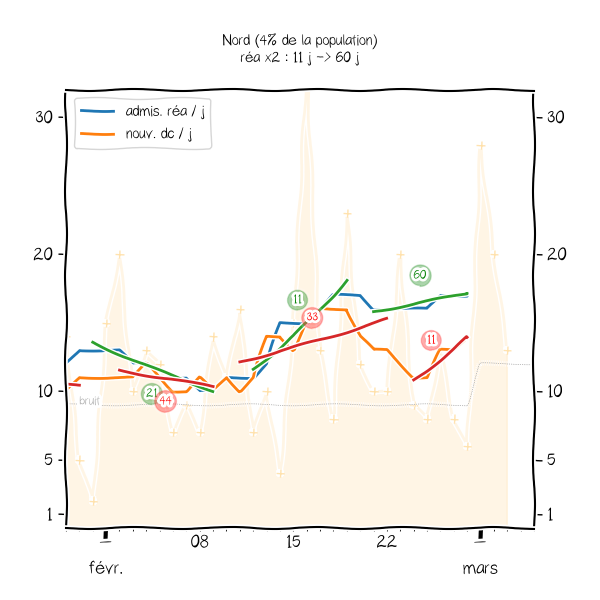 Nord (4% de la population)
réa x2 : 11 j -> 60 j
admis. réa / j
nouv. dc / j
30
30
20
20
10
10
5
5
1
1
60
11
33
11
21
44
bruit
08
15
22
févr.
mars